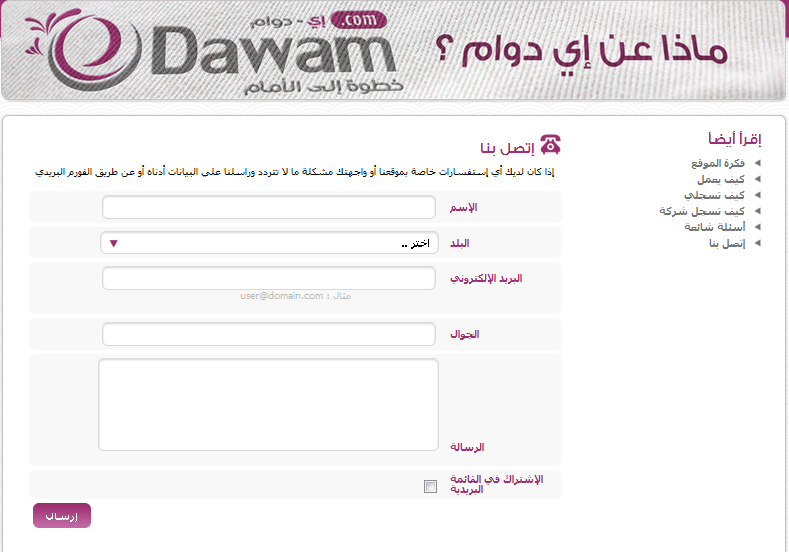 ماذا عن إي دوام ؟
إي - دوام .com
Dawam
خطوة إلى الأمام
إقرأ أيضاً
فكرة الموقع
كيف يعمل
كيف تسجلي
كيف تسجل شركة
أسئلة شائعة
إتصل بنا
إتصل بنا
إذا كان لديك أي إستفسارات خاصة بموقعنا أو واجهتك مشكلة ما لا تتردد وراسلنا على البيانات أدناه أو عن طريق الفورم البريدي
الإسم
البلد
اختر ..
البريد الإلكتروني
مثال : user@domain.com
الجوال
الرسالة
الإشتراك في القائمة
البريدية
إرسال